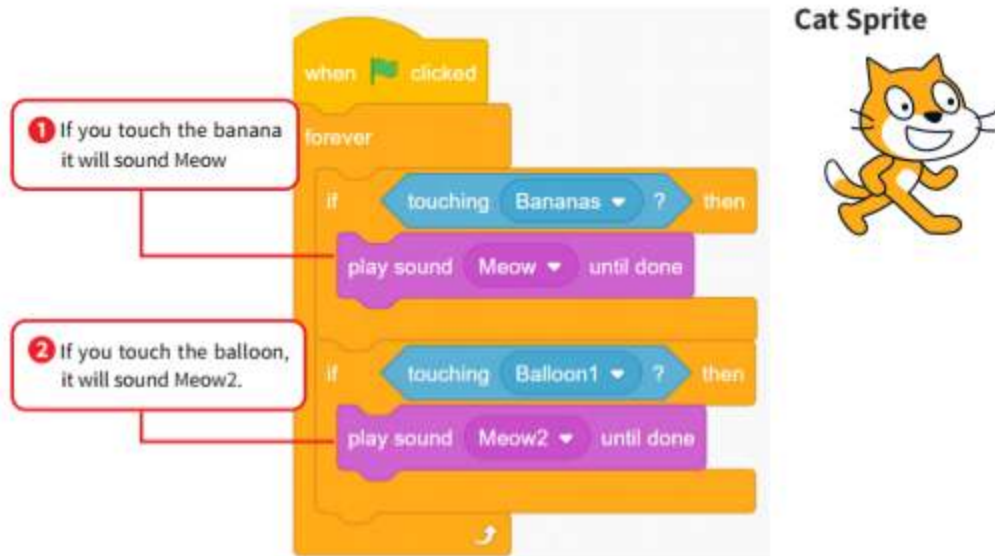 Cat Sprite
when clicked
1 If you touch the banana
it will sound Meow
forever
if touching Bananas ? then
play sound Meow until done
2 If you touch the balloon,
it will sound Meow2.
if touching Balloon1 ? then
play sound Meow2 until done